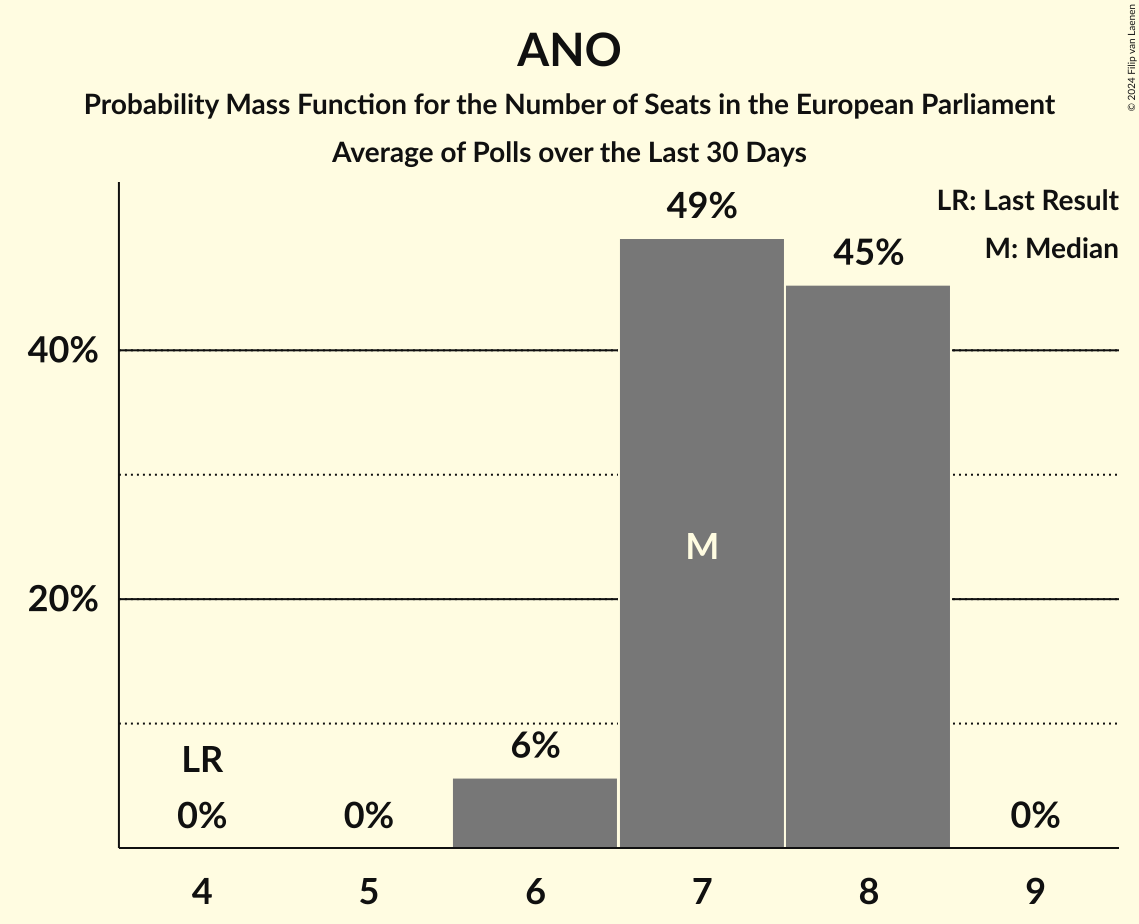 ANO
Probability Mass Function for the Number of Seats in the European Parliament
Average of Polls over the Last 30 Days
© 2024 Filip van Laenen
LR: Last Result
M: Median
49%
45%
40%
M
20%
LR
6%
0%
0%
0%
4
5
6
7
8
9